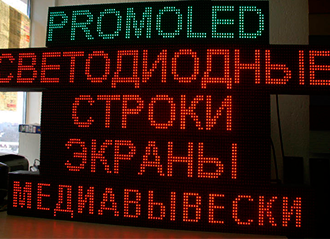 PROMOLED
СВЕТОДИОДНЫЕ
СТРОКИ
ЭКРАНЫ
МЕДИАВЫВЕСКИ